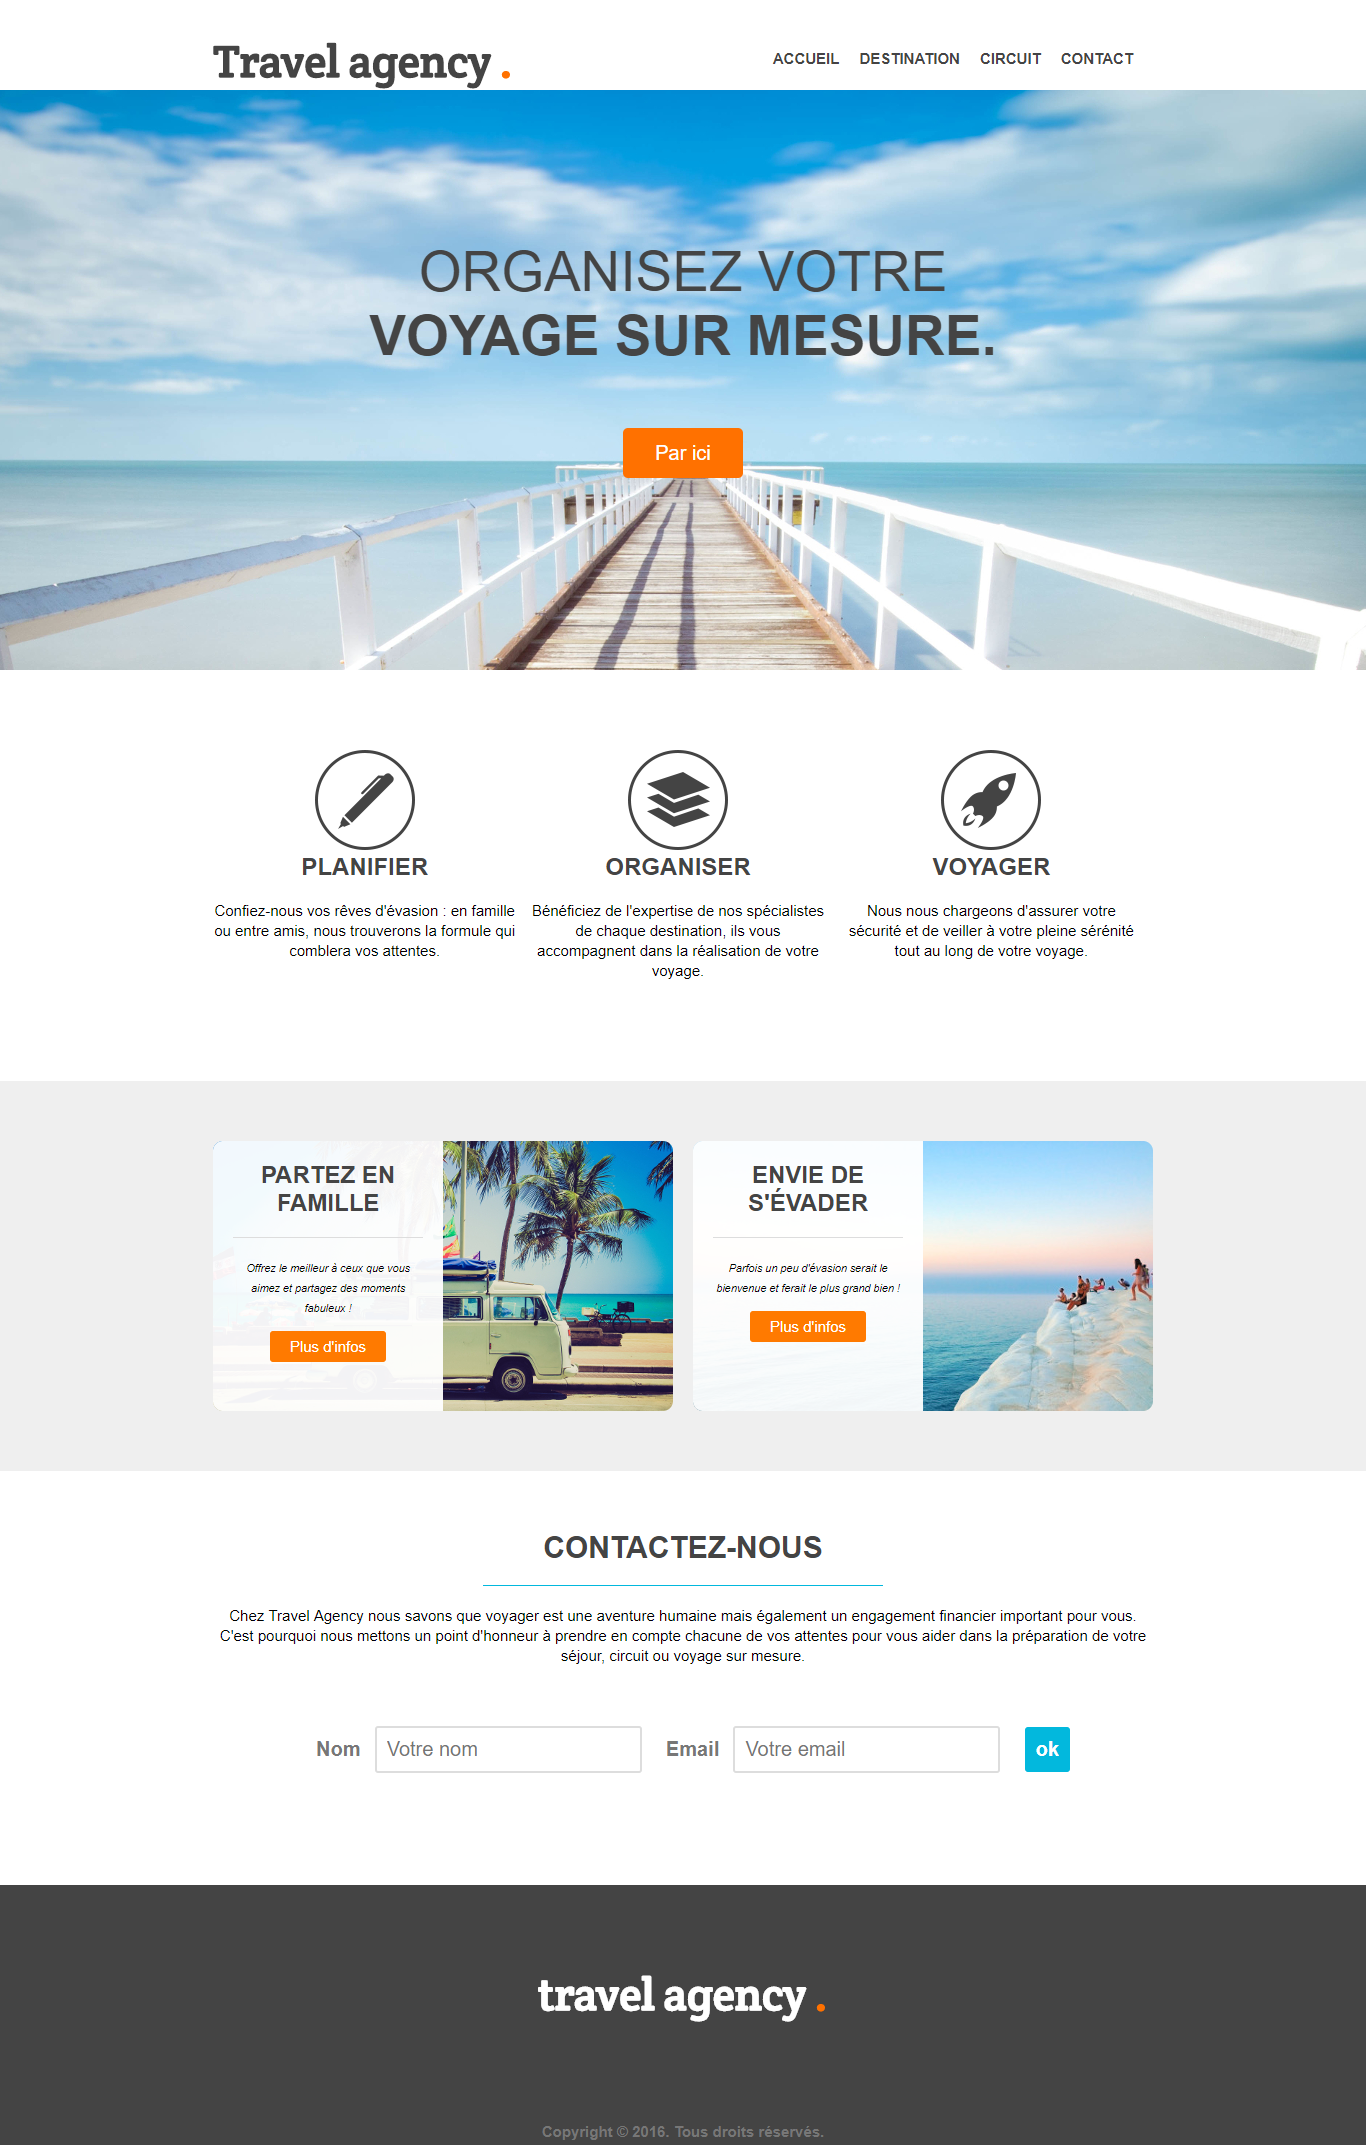 Travel agency .
ACCUEIL DESTINATION CIRCUIT CONTACT
ORGANISEZ VOTRE
VOYAGE SUR MESURE.
Par ici
PLANIFIER
Confiez-nous vos rêves d'évasion : en famille
ou entre amis, nous trouverons la formule qui
comblera vos attentes.
ORGANISER
Bénéficiez de l'expertise de nos spécialistes
de chaque destination, ils vous
accompagnent dans la réalisation de votre
voyage.
VOYAGER
Nous nous chargeons d'assurer votre
sécurité et de veiller à votre pleine sérénité
tout au long de votre voyage.
PARTEZ EN
FAMILLE
Offrez le meilleur à ceux que vous
aimez et partagez des moments
fabuleux !
Plus d'infos
ENVIE DE
S'ÉVADER
Parfois un peu d'évasion serait le
bienvenue et ferait le plus grand bien !
Plus d'infos
CONTACTEZ-NOUS
Chez Travel Agency nous savons que voyager est une aventure humaine mais également un engagement financier important pour vous.
C'est pourquoi nous mettons un point d'honneur à prendre en compte chacune de vos attentes pour vous aider dans la préparation de votre
séjour, circuit ou voyage sur mesure.
Nom Votre nom Email Votre email ok
travel agency .
Copyright © 2016. Tous droits réservés.